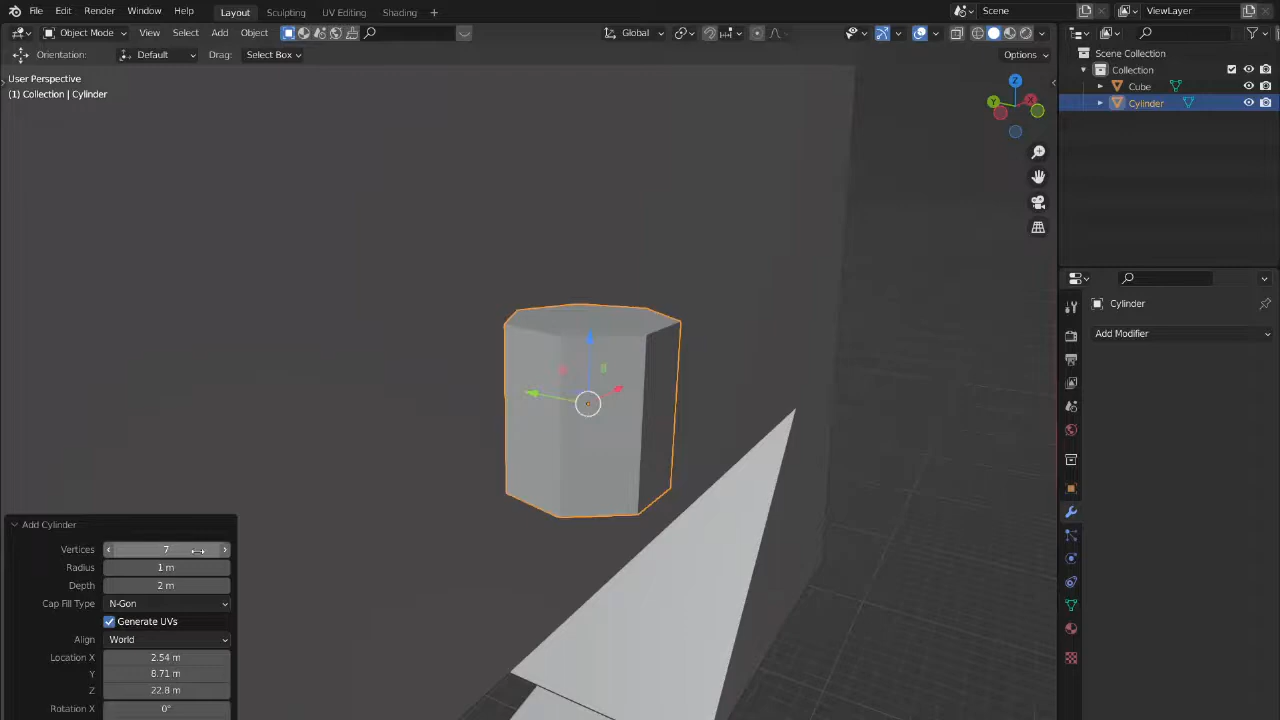 File Edit Render Window Help Layout Sculpting UV Editing Shading + Scene ViewLayer
Object Mode View Select Add Object Global
Orientation: Default Drag: Select Box Options
User Perspective
(1) Collection | Cylinder
Z
Y
X
Scene Collection
Collection
Cube
Cylinder
Cylinder
Add Modifier
Add Cylinder
Vertices 7
Radius 1 m
Depth 2 m
Cap Fill Type N-Gon
Generate UVs
Align World
Location X 2.54 m
Y 8.71 m
Z 22.8 m
Rotation X 0°